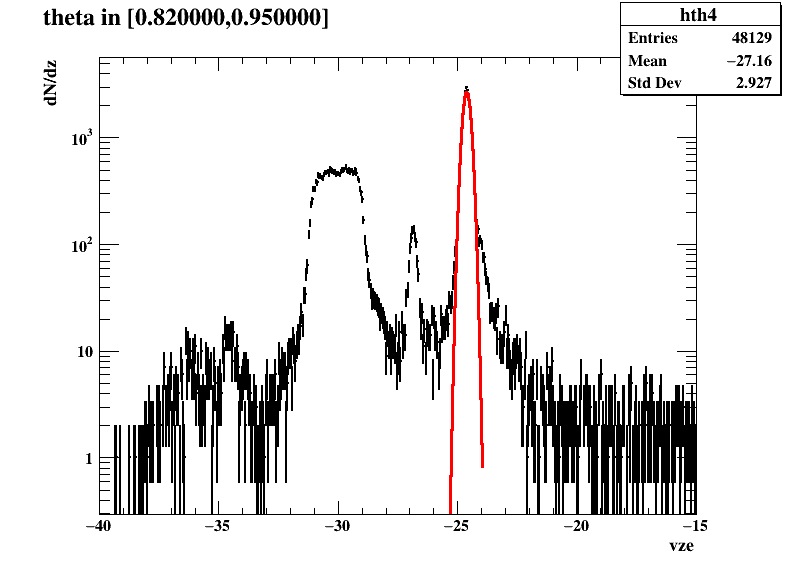 theta in [0.820000,0.950000]
hth4
Entries 48129
Mean −27.16
Std Dev 2.927
dN/dz
10³
10²
10
1
−40 −35 −30 −25 −20 −15
vze